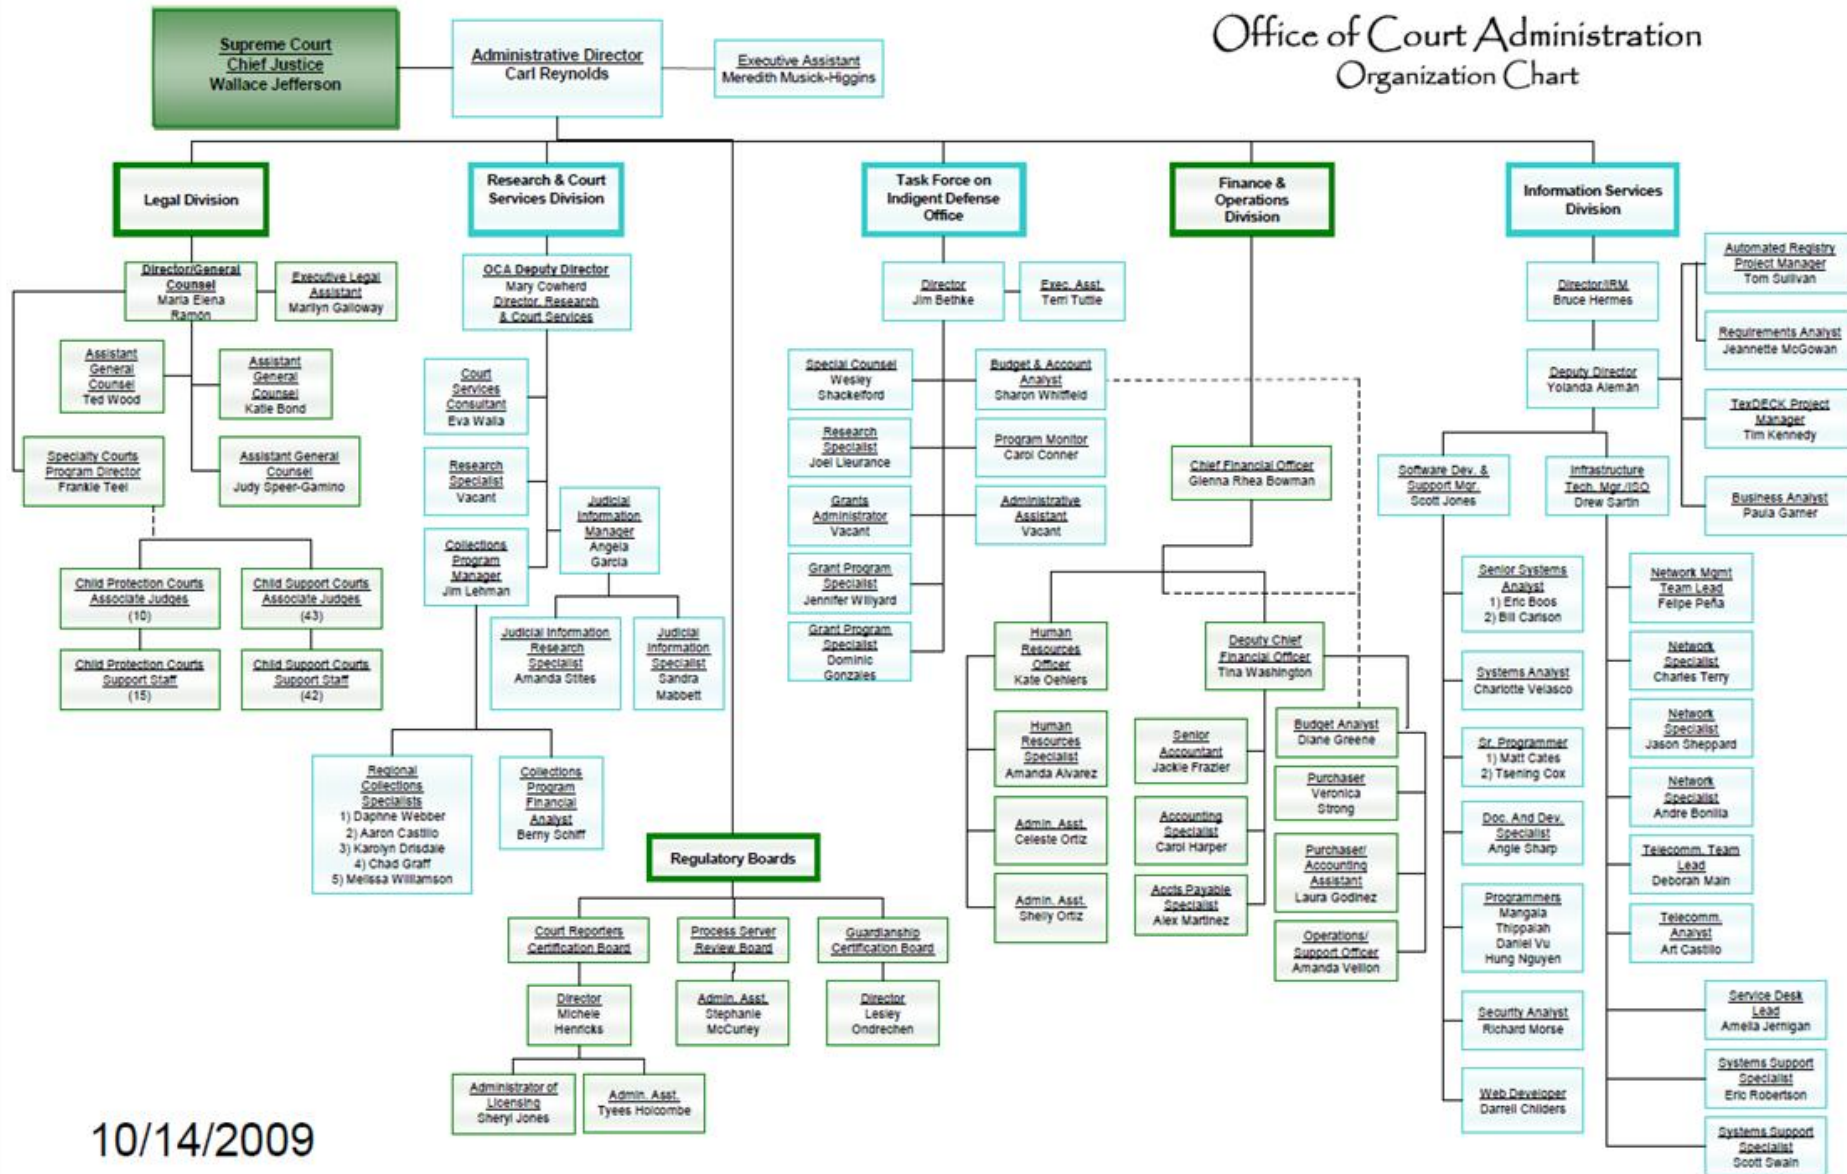 Office of Court Administration
Organization Chart
Supreme Court
Chief Justice
Wallace Jefferson
Administrative Director
Carl Reynolds
Executive Assistant
Meredith Musick-Higgins
Legal Division
Research & Court
Services Division
Task Force on
Indigent Defense
Office
Finance &
Operations
Division
Information Services
Division
Director/General
Counsel
Maria Elena
Ramón
Executive Legal
Assistant
Marilyn Galloway
Assistant
General
Counsel
Ted Wood
Assistant
General
Counsel
Katie Bond
Specialty Courts
Program Director
Frankie Teel
Assistant General
Counsel
Judy Speer-Gamino
Child Protection Courts
Associate Judges
(10)
Child Support Courts
Associate Judges
(43)
Child Protection Courts
Support Staff
(15)
Child Support Courts
Support Staff
(42)
OCA Deputy Director
Mary Cowherd
Director, Research
& Court Services
Court
Services
Consultant
Eva Walla
Research
Specialist
Vacant
Judicial
Information
Manager
Angela
Garcia
Collections
Program
Manager
Jim Lehman
Judicial Information
Research
Specialist
Amanda Stites
Judicial
Information
Specialist
Sandra
Mabbett
Regional
Collections
Specialists
1) Daphne Webber
2) Aaron Castillo
3) Karolyn Drisdale
4) Chad Graff
5) Melissa Williamson
Collections
Program
Financial
Analyst
Berny Schiff
Regulatory Boards
Court Reporters
Certification Board
Process Server
Review Board
Guardianship
Certification Board
Director
Michele
Henricks
Admin. Asst.
Stephanie
McCurley
Director
Lesley
Ondrechen
Administrator of
Licensing
Sheryl Jones
Admin. Asst.
Tyees Holcombe
Director
Jim Bethke
Exec. Asst.
Terri Tuttle
Special Counsel
Wesley
Shackelford
Budget & Account
Analyst
Sharon Whitfield
Research
Specialist
Joel Lieurance
Program Monitor
Carol Conner
Grants
Administrator
Vacant
Administrative
Assistant
Vacant
Grant Program
Specialist
Jennifer Willyard
Grant Program
Specialist
Dominic
Gonzales
Chief Financial Officer
Glenna Rhea Bowman
Human
Resources
Officer
Kate Oehlers
Deputy Chief
Financial Officer
Tina Washington
Human
Resources
Specialist
Amanda Alvarez
Admin. Asst.
Celeste Ortiz
Admin. Asst.
Shelly Ortiz
Senior
Accountant
Jackie Frazier
Accounting
Specialist
Carol Harper
Accts Payable
Specialist
Alex Martinez
Budget Analyst
Diane Greene
Purchaser
Veronica
Strong
Purchaser/
Accounting
Assistant
Laura Godinez
Operations/
Support Officer
Amanda Veillon
Director/IRM
Bruce Hermes
Deputy Director
Yolanda Aleman
Automated Registry
Project Manager
Tom Sullivan
Requirements Analyst
Jeannette McGowan
TexDECK Project
Manager
Tim Kennedy
Business Analyst
Paula Garner
Software Dev. &
Support Mgr.
Scott Jones
Infrastructure
Tech. Mgr./ISO
Drew Sartin
Senior Systems
Analyst
1) Eric Boos
2) Bill Carlson
Systems Analyst
Charlotte Velasco
Sr. Programmer
1) Matt Cates
2) Tsening Cox
Doc. And Dev.
Specialist
Angie Sharp
Programmers
Mangala
Thippaiah
Daniel Vu
Hung Nguyen
Security Analyst
Richard Morse
Web Developer
Darrell Childers
Network Mgmt
Team Lead
Felipe Peña
Network
Specialist
Charles Terry
Network
Specialist
Jason Sheppard
Network
Specialist
Andre Bonilla
Telecomm. Team
Lead
Deborah Main
Telecomm.
Analyst
Art Castillo
Service Desk
Lead
Amelia Jernigan
Systems Support
Specialist
Eric Robertson
Systems Support
Specialist
Scott Swain
10/14/2009